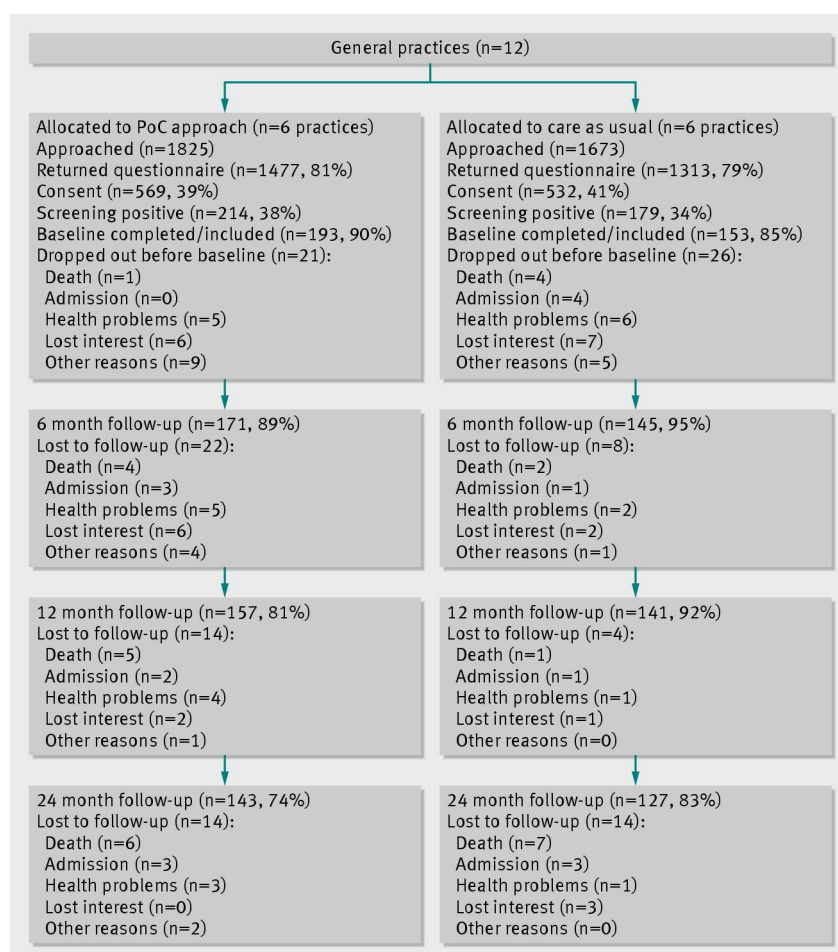 General practices (n=12)
Allocated to PoC approach (n=6 practices)
Approached (n=1825)
Returned questionnaire (n=1477, 81%)
Consent (n=569, 39%)
Screening positive (n=214, 38%)
Baseline completed/included (n=193, 90%)
Dropped out before baseline (n=21):
Death (n=1)
Admission (n=0)
Health problems (n=5)
Lost interest (n=6)
Other reasons (n=9)
Allocated to care as usual (n=6 practices)
Approached (n=1673)
Returned questionnaire (n=1313, 79%)
Consent (n=532, 41%)
Screening positive (n=179, 34%)
Baseline completed/included (n=153, 85%)
Dropped out before baseline (n=26):
Death (n=4)
Admission (n=4)
Health problems (n=6)
Lost interest (n=7)
Other reasons (n=5)
6 month follow-up (n=171, 89%)
Lost to follow-up (n=22):
Death (n=4)
Admission (n=3)
Health problems (n=5)
Lost interest (n=6)
Other reasons (n=4)
6 month follow-up (n=145, 95%)
Lost to follow-up (n=8):
Death (n=2)
Admission (n=1)
Health problems (n=2)
Lost interest (n=2)
Other reasons (n=1)
12 month follow-up (n=157, 81%)
Lost to follow-up (n=14):
Death (n=5)
Admission (n=2)
Health problems (n=4)
Lost interest (n=2)
Other reasons (n=1)
12 month follow-up (n=141, 92%)
Lost to follow-up (n=4):
Death (n=1)
Admission (n=1)
Health problems (n=1)
Lost interest (n=1)
Other reasons (n=0)
24 month follow-up (n=143, 74%)
Lost to follow-up (n=14):
Death (n=6)
Admission (n=3)
Health problems (n=3)
Lost interest (n=0)
Other reasons (n=2)
24 month follow-up (n=127, 83%)
Lost to follow-up (n=14):
Death (n=7)
Admission (n=3)
Health problems (n=1)
Lost interest (n=3)
Other reasons (n=0)